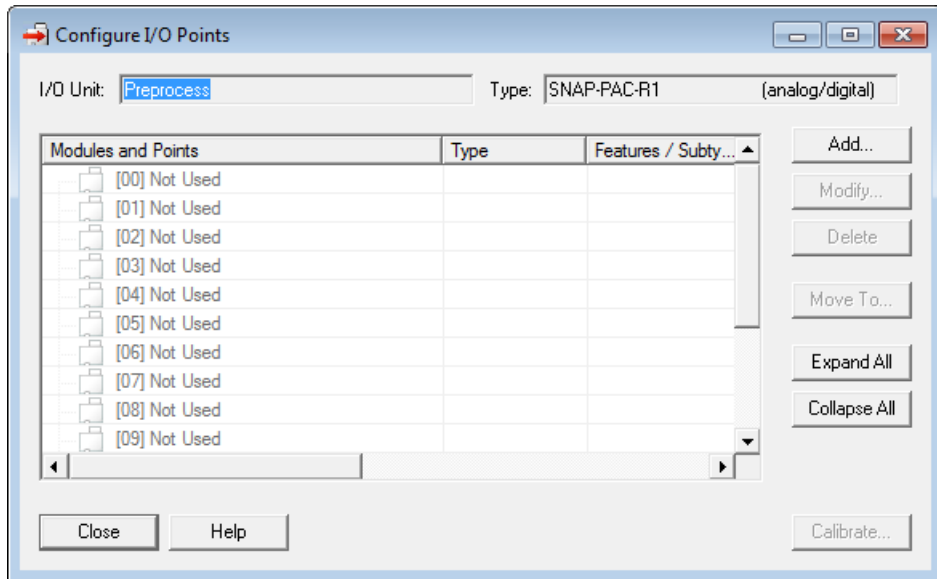 Configure I/O Points
I/O Unit: Preprocess Type: SNAP-PAC-R1 (analog/digital)
Modules and Points Type Features / Subty...
[00] Not Used
[01] Not Used
[02] Not Used
[03] Not Used
[04] Not Used
[05] Not Used
[06] Not Used
[07] Not Used
[08] Not Used
[09] Not Used
Add...
Modify...
Delete
Move To...
Expand All
Collapse All
Close Help Calibrate...